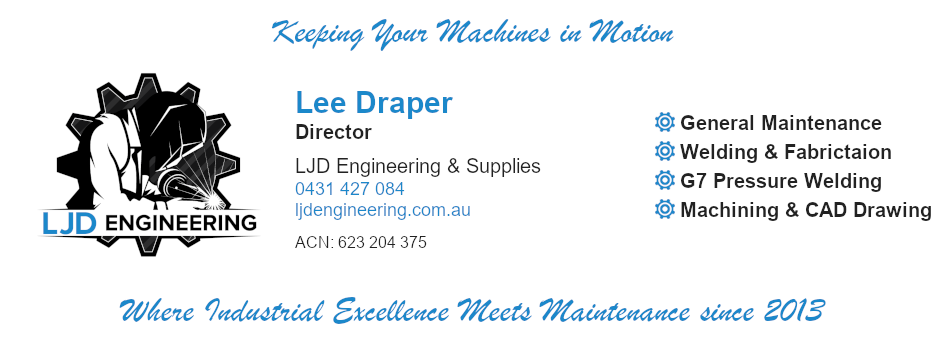 Keeping Your Machines in Motion
LJD ENGINEERING
Lee Draper
Director
LJD Engineering & Supplies
0431 427 084
ljdengineering.com.au
ACN: 623 204 375
General Maintenance
Welding & Fabrictaion
G7 Pressure Welding
Machining & CAD Drawing
Where Industrial Excellence Meets Maintenance since 2013